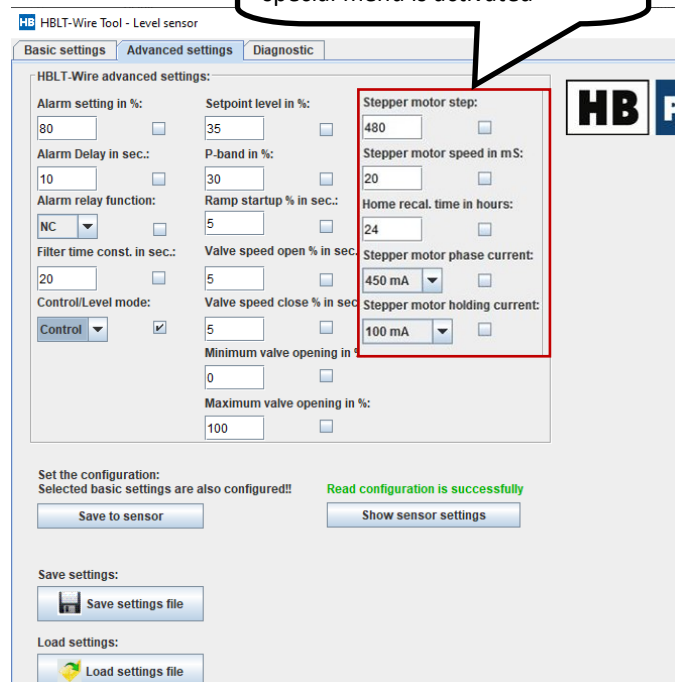 special menu is activated
HB HBLT-Wire Tool - Level sensor
Basic settings Advanced settings Diagnostic
HBLT-Wire advanced settings:
Alarm setting in %:
80
Alarm Delay in sec.:
10
Alarm relay function:
NC
Filter time const. in sec.:
20
Control/Level mode:
Control
Setpoint level in %:
35
P-band in %:
30
Ramp startup % in sec.:
5
Valve speed open % in sec.
5
Valve speed close % in sec
5
Minimum valve opening in
0
Maximum valve opening in %:
100
Stepper motor step:
480
Stepper motor speed in mS:
20
Home recal. time in hours:
24
Stepper motor phase current:
450 mA
Stepper motor holding current:
100 mA
HB
Set the configuration:
Selected basic settings are also configured!!
Save to sensor
Read configuration is successfully
Show sensor settings
Save settings:
Save settings file
Load settings:
Load settings file